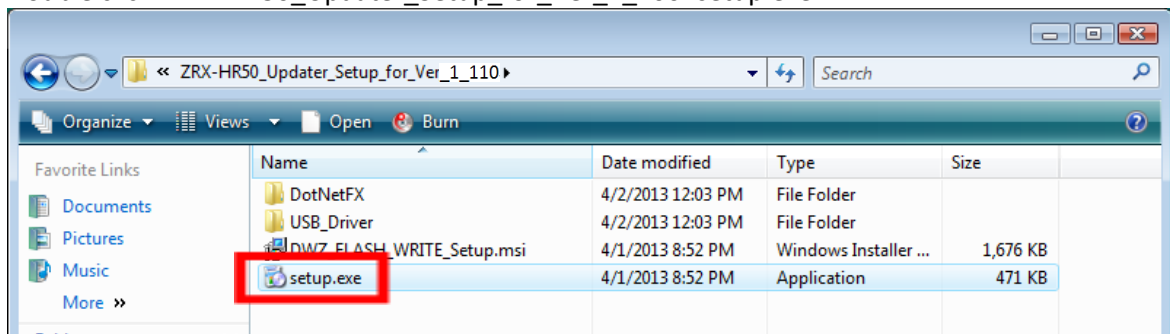 « ZRX-HR50_Updater_Setup_for_Ver_1_110
Search
Organize Views Open Burn
Favorite Links
Documents
Pictures
Music
More »
Name Date modified Type Size
DotNetFX 4/2/2013 12:03 PM File Folder
USB_Driver 4/2/2013 12:03 PM File Folder
DWZ_FLASH_WRITE_Setup.msi 4/1/2013 8:52 PM Windows Installer ... 1,676 KB
setup.exe 4/1/2013 8:52 PM Application 471 KB